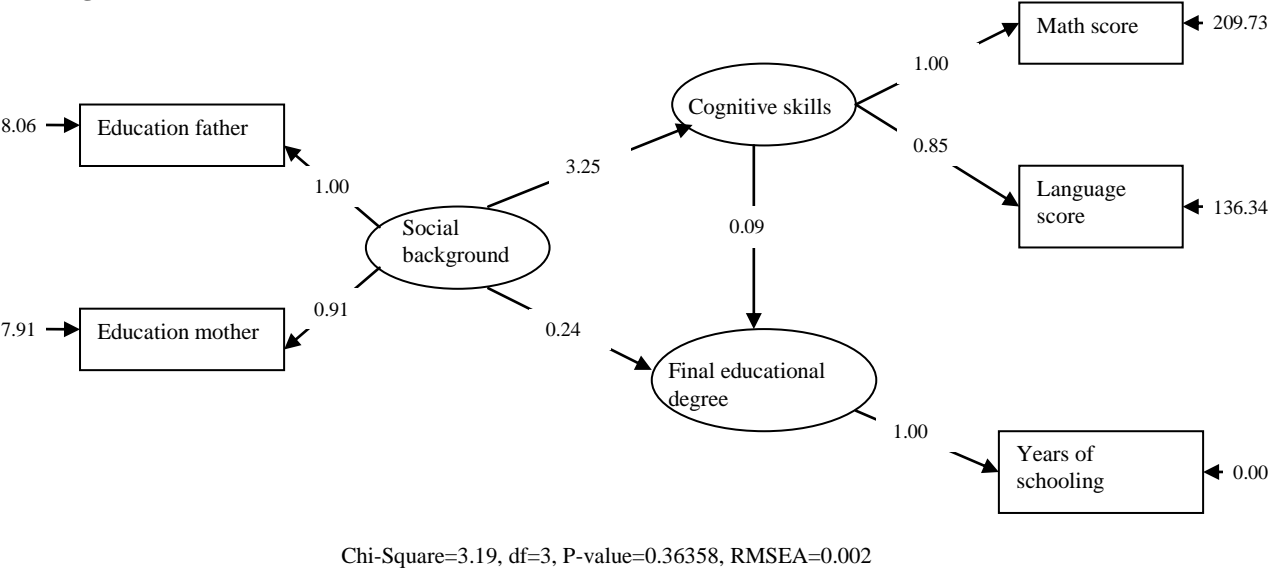 Math score
209.73
1.00
Cognitive skills
Education father
8.06
0.85
3.25
1.00
Language
score
136.34
Social
background
0.09
0.91
Education mother
7.91
0.24
Final educational
degree
1.00
Years of
schooling
0.00
Chi-Square=3.19, df=3, P-value=0.36358, RMSEA=0.002